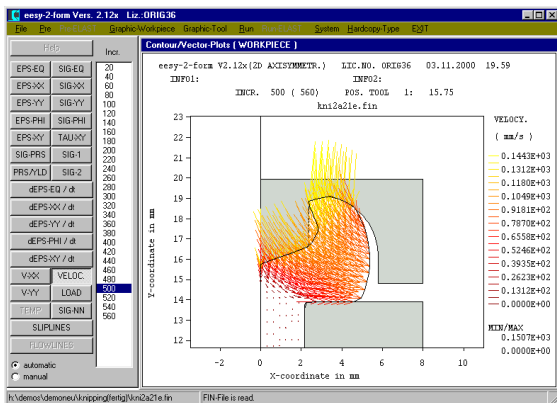 eesy-2-form Vers. 2.12x Liz.:ORIG36
File Pre Graphic-Workpiece Graphic-Tool Run System Hardcopy-Type EXIT
Help
Incr.
EPS-EQ SIG-EQ
EPS-XX SIG-XX
EPS-YY SIG-YY
EPS-PHI SIG-PHI
EPS-XY TAU-XY
SIG-PRS SIG-1
PRS/YLD SIG-2
dEPS-EQ / dt
dEPS-XX / dt
dEPS-YY / dt
dEPS-PHI / dt
dEPS-XY / dt
V-XX VELOC.
V-YY LOAD
TEMP. SIG-NN
SLIPLINES
FLOWLINES
automatic
manual
20
40
60
80
100
120
140
160
180
200
220
240
260
280
300
320
340
360
380
400
420
440
460
480
500
520
540
560
Contour/Vector-Plots ( WORKPIECE )
eesy-2-form V2.12x(2D AXISYMMETR.) LIC.NO. ORIG36 03.11.2000 19.59
INFO1: INFO2:
INCR. 500 ( 560) POS. TOOL 1: 15.75
kni2a21e.fin
VELOCY.
( mm/s )
0.1443E+03
0.1312E+03
0.1180E+03
0.1049E+03
0.9181E+02
0.7870E+02
0.6558E+02
0.5246E+02
0.3935E+02
0.2623E+02
0.1312E+02
0.0000E+00
MIN/MAX
0.1507E+03
0.0000E+00
Y-coordinate in mm
23
22
21
20
19
18
17
16
15
14
13
12
-2 0 2 4 6 8 10
X-coordinate in mm
h:\demos\demoneu\knipping(fertig)\kni2a21e.fin FIN-File is read.